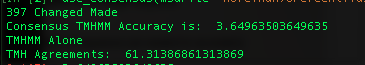 397 Changed Made
Consensus TMHMM Accuracy is:  3.64963503649635
TMHMM Alone
TMH Agreements:  61.31386861313869